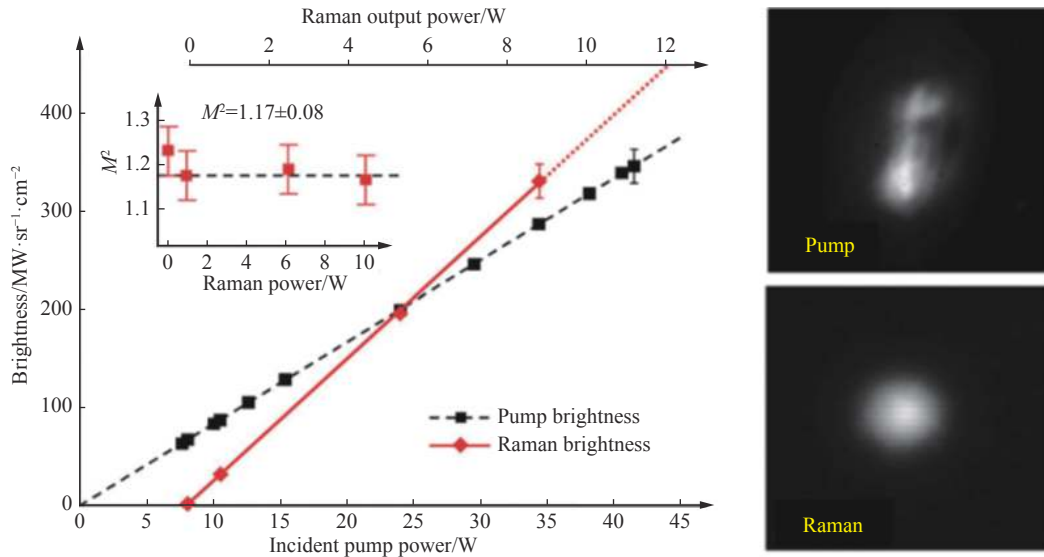 Raman output power/W
0 2 4 6 8 10 12
Brightness/MW·sr⁻¹·cm⁻²
400
300
200
100
0
M²=1.17±0.08
M²
1.3
1.2
1.1
0 2 4 6 8 10
Raman power/W
Pump brightness
Raman brightness
0 5 10 15 20 25 30 35 40 45
Incident pump power/W
Pump
Raman